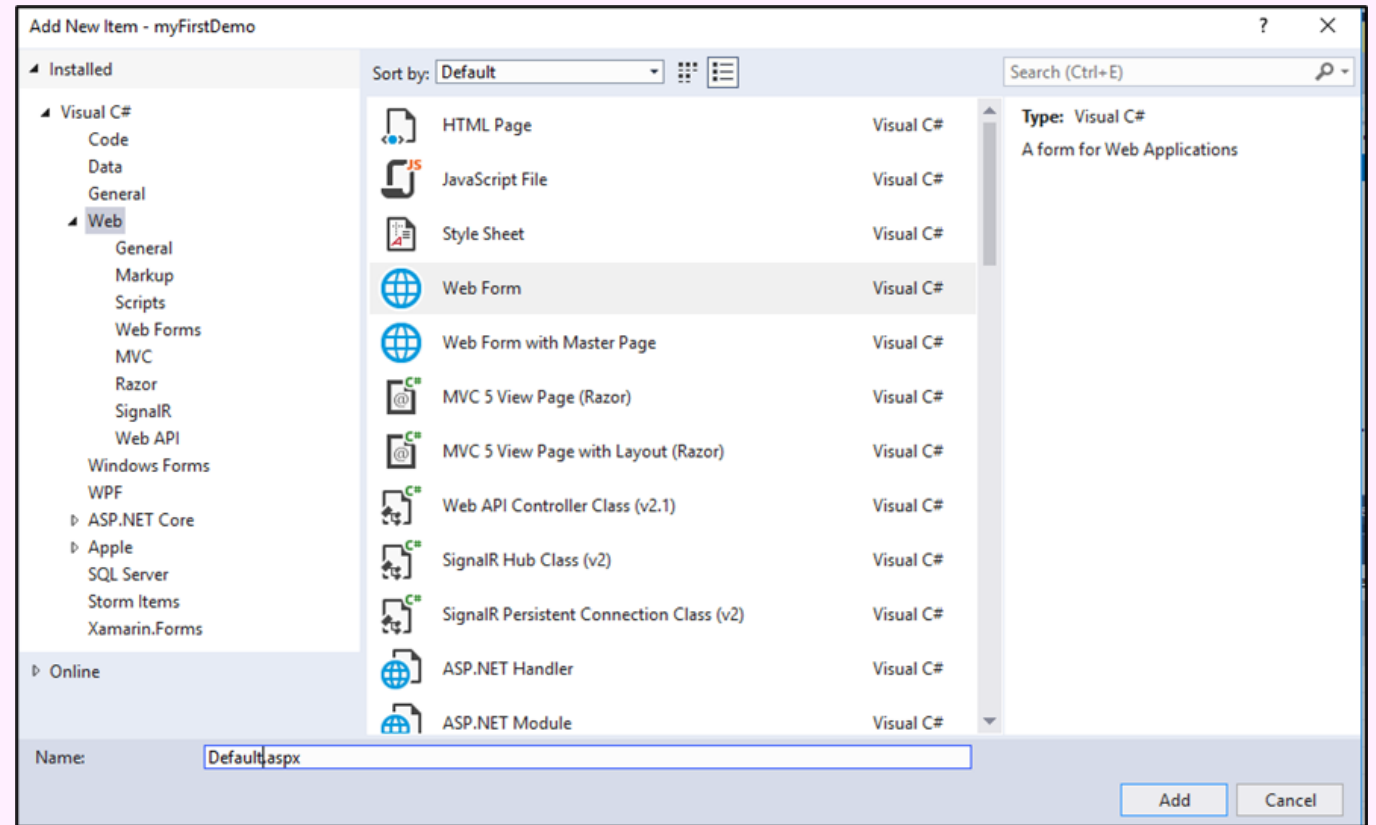 Add New Item - myFirstDemo
?
Installed
Sort by: Default
Search (Ctrl+E)
Visual C#
Code
Data
General
Web
General
Markup
Scripts
Web Forms
MVC
Razor
SignalR
Web API
Windows Forms
WPF
ASP.NET Core
Apple
SQL Server
Storm Items
Xamarin.Forms
Online
HTML Page Visual C#
JavaScript File Visual C#
Style Sheet Visual C#
Web Form Visual C#
Web Form with Master Page Visual C#
MVC 5 View Page (Razor) Visual C#
MVC 5 View Page with Layout (Razor) Visual C#
Web API Controller Class (v2.1) Visual C#
SignalR Hub Class (v2) Visual C#
SignalR Persistent Connection Class (v2) Visual C#
ASP.NET Handler Visual C#
ASP.NET Module Visual C#
Type: Visual C#
A form for Web Applications
Name: Default.aspx
Add Cancel